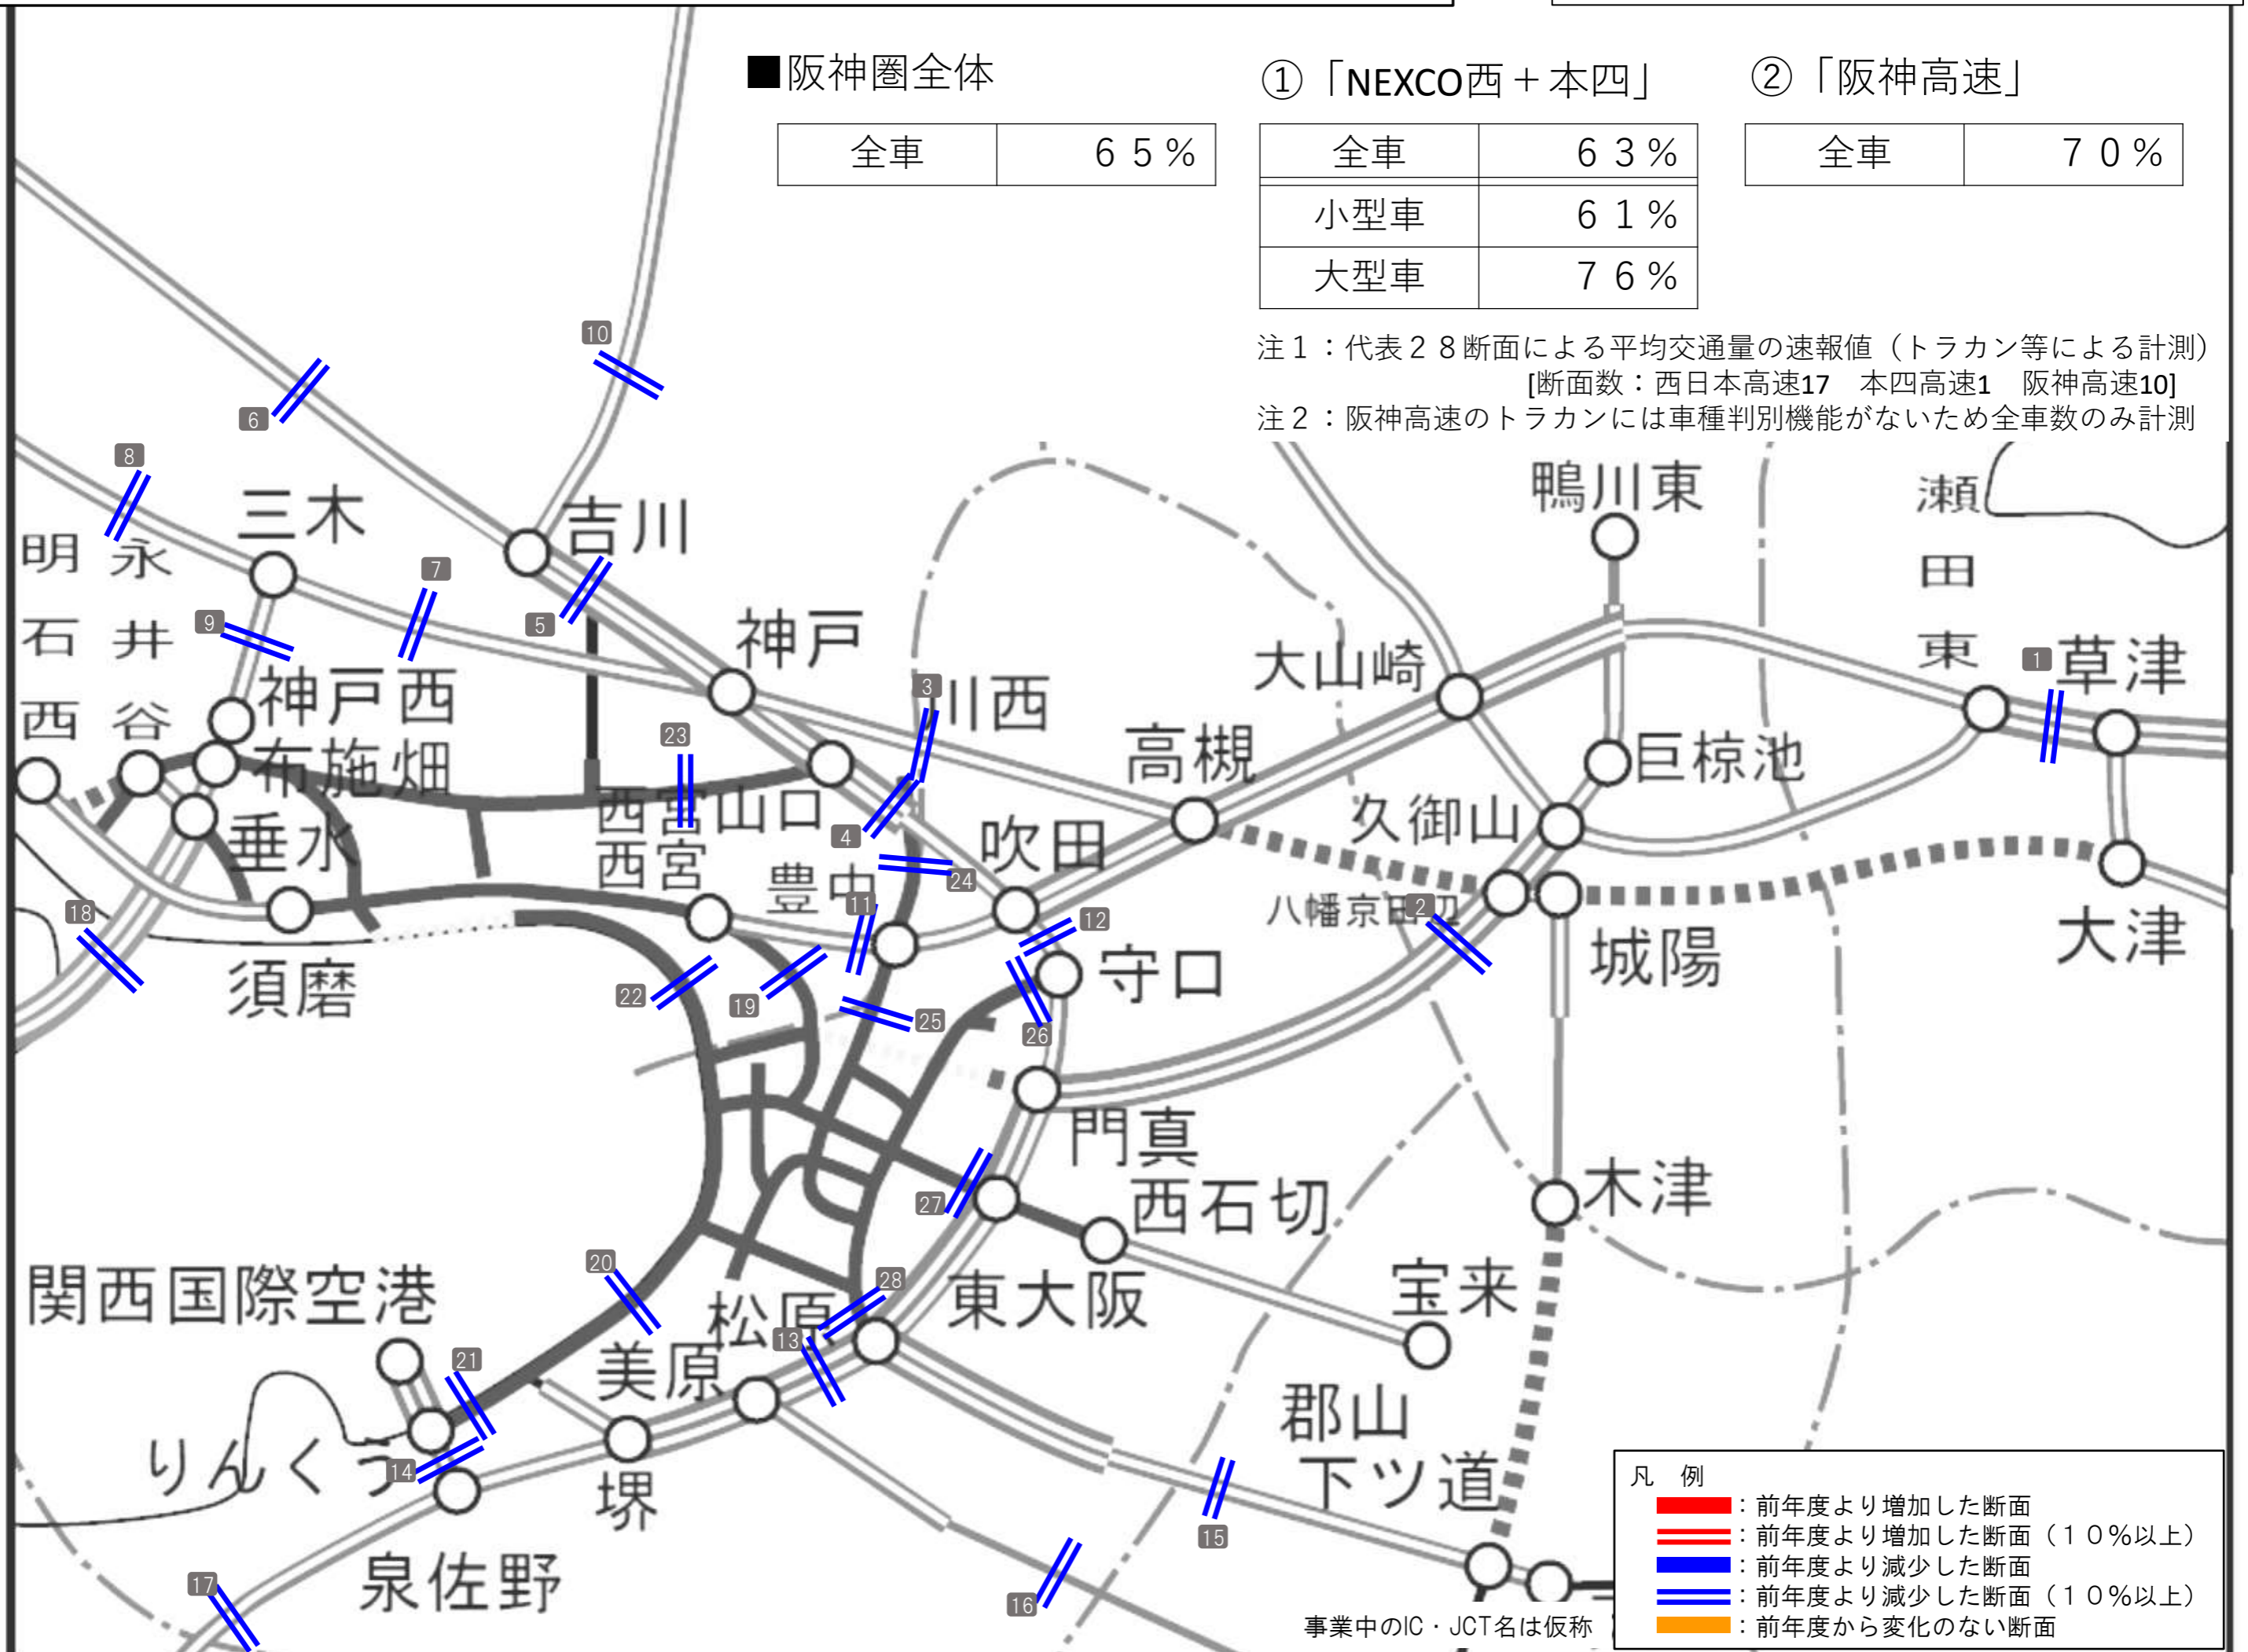 ■阪神圏全体
全車 ６５%
①「NEXCO西＋本四」
全車 ６３%
小型車 ６１%
大型車 ７６%
②「阪神高速」
全車 ７０%
注１：代表２８断面による平均交通量の速報値（トラカン等による計測）
[断面数：西日本高速17　本四高速1　阪神高速10]
注２：阪神高速のトラカンには車種判別機能がないため全車数のみ計測
10
6
8
三木
吉川
鴨川東
瀬田東
明石西
永井谷
7
9
5
神戸
大山崎
1
草津
神戸西
3
川西
23
布施畑
高槻
巨椋池
西宮山口
4
吹田
久御山
垂水
西宮
豊中
24
11
八幡京田辺
2
18
12
城陽
大津
須磨
22
19
守口
25
26
門真
27
西石切
木津
20
関西国際空港
松原
28
東大阪
宝来
13
21
美原
郡山
下ツ道
りんくう
14
堺
15
泉佐野
17
16
事業中のIC・JCT名は仮称
凡　例
：前年度より増加した断面
：前年度より増加した断面（１０%以上）
：前年度より減少した断面
：前年度より減少した断面（１０%以上）
：前年度から変化のない断面